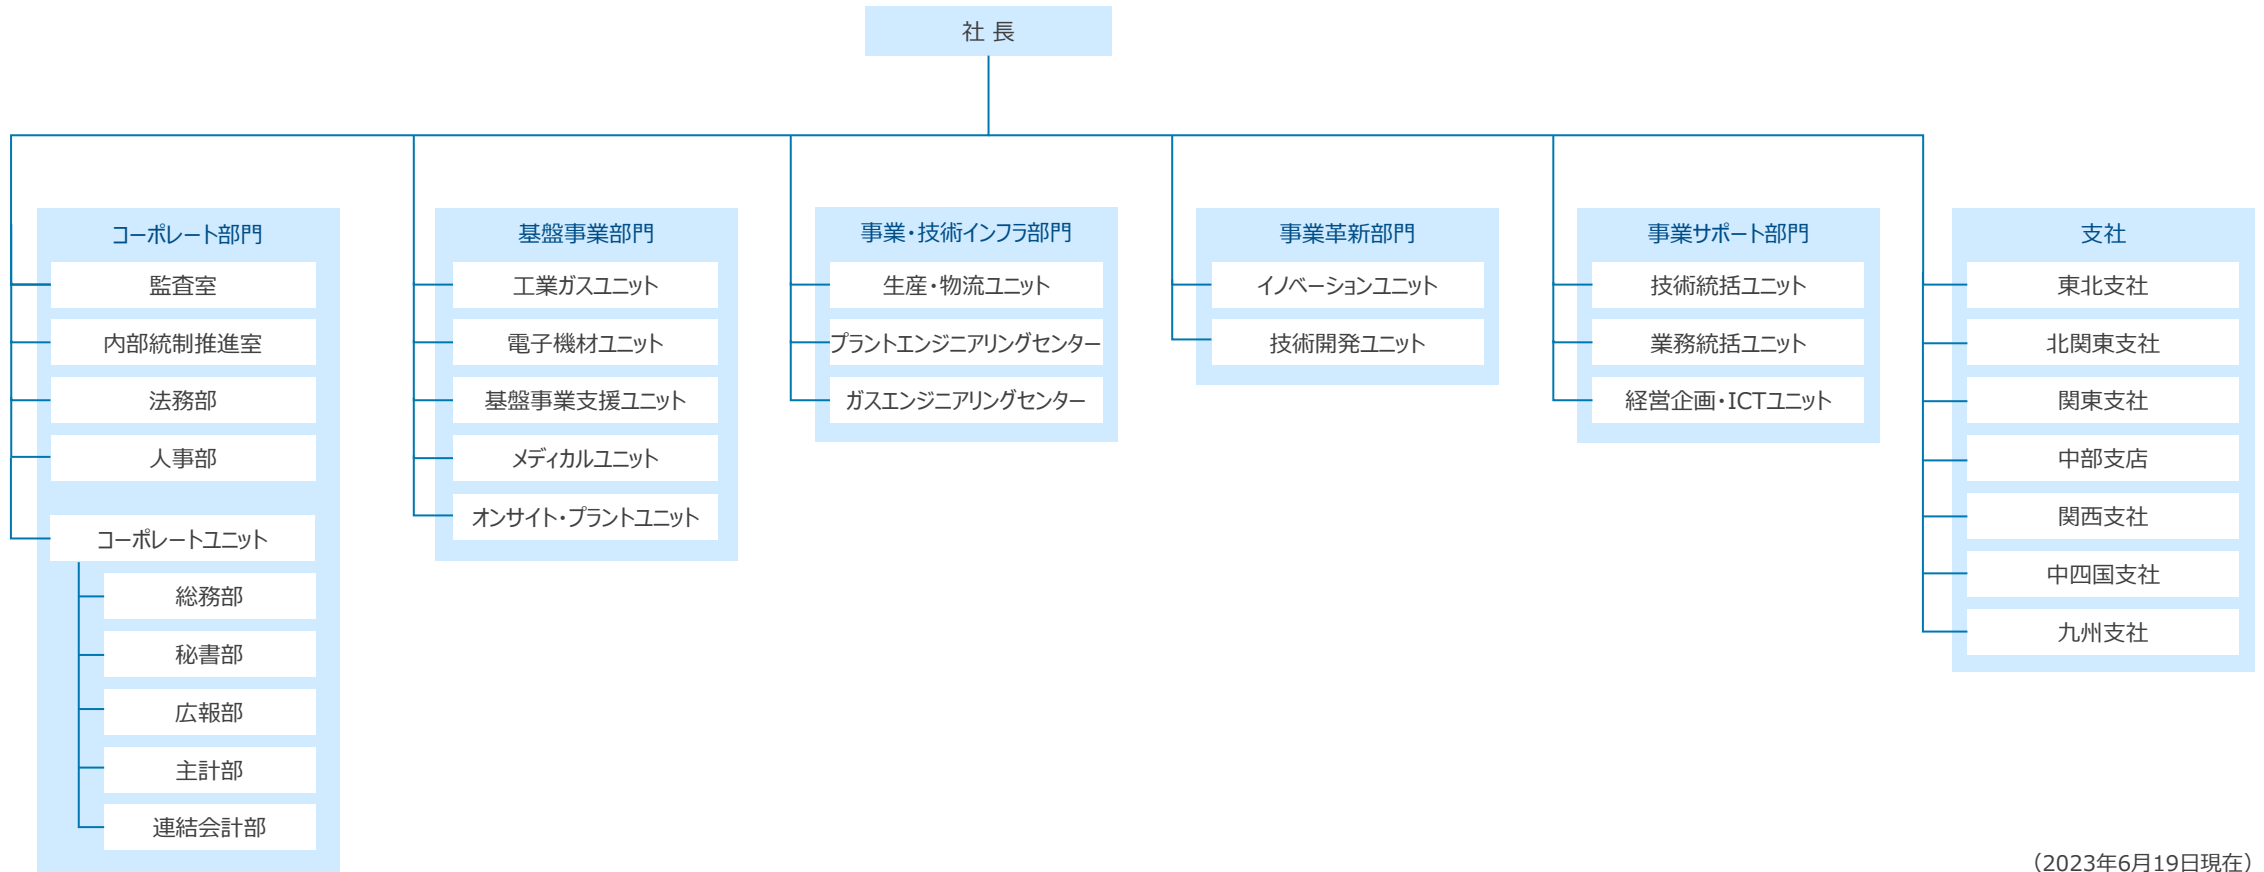 社 長
コーポレート部門
監査室
内部統制推進室
法務部
人事部
コーポレートユニット
総務部
秘書部
広報部
主計部
連結会計部
基盤事業部門
工業ガスユニット
電子機材ユニット
基盤事業支援ユニット
メディカルユニット
オンサイト・プラントユニット
事業・技術インフラ部門
生産・物流ユニット
プラントエンジニアリングセンター
ガスエンジニアリングセンター
事業革新部門
イノベーションユニット
技術開発ユニット
事業サポート部門
技術統括ユニット
業務統括ユニット
経営企画・ICTユニット
支社
東北支社
北関東支社
関東支社
中部支店
関西支社
中四国支社
九州支社
（2023年6月19日現在）